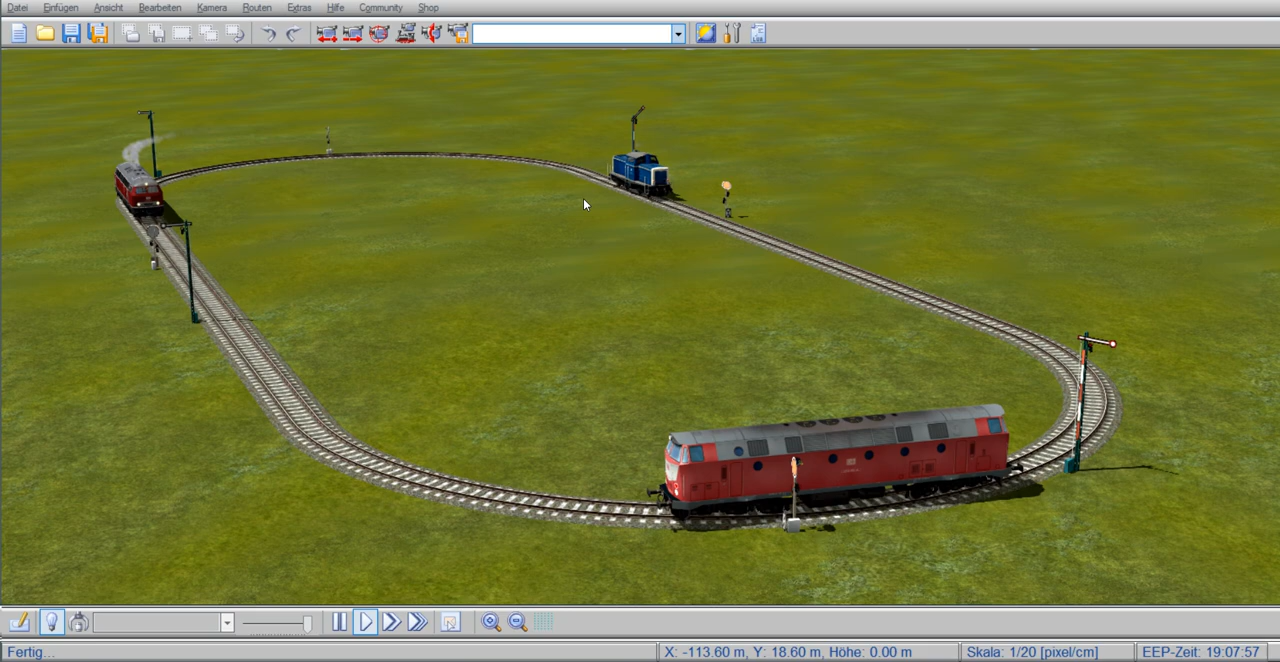 Datei Einfügen Ansicht Bearbeiten Kamera Routen Extras Hilfe Community Shop
Fertig... X: -113.60 m, Y: 18.60 m, Höhe: 0.00 m Skala: 1/20 [pixel/cm] EEP-Zeit: 19:07:57